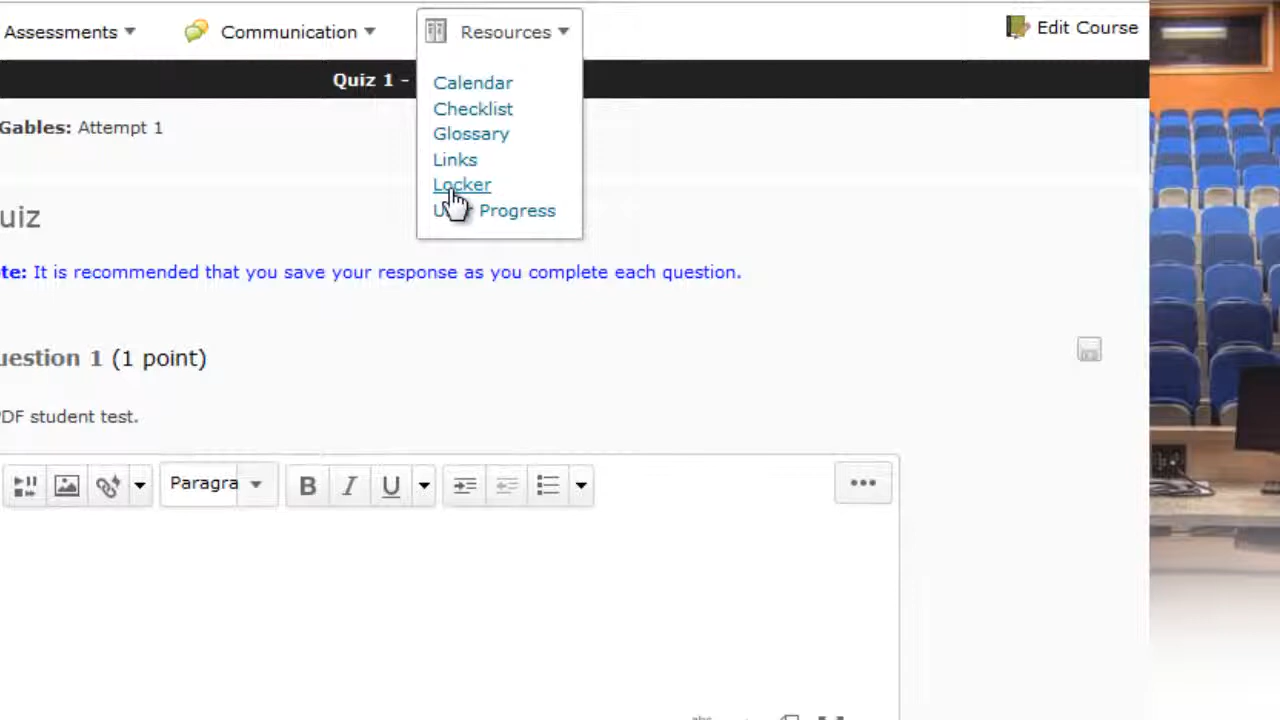 Assessments Communication Resources Edit Course
Quiz 1 -
Calendar
Checklist
Gables: Attempt 1
Glossary
Links
Locker
Progress
uiz
te: It is recommended that you save your response as you complete each question.
uestion 1 (1 point)
PDF student test.
Paragra B I U